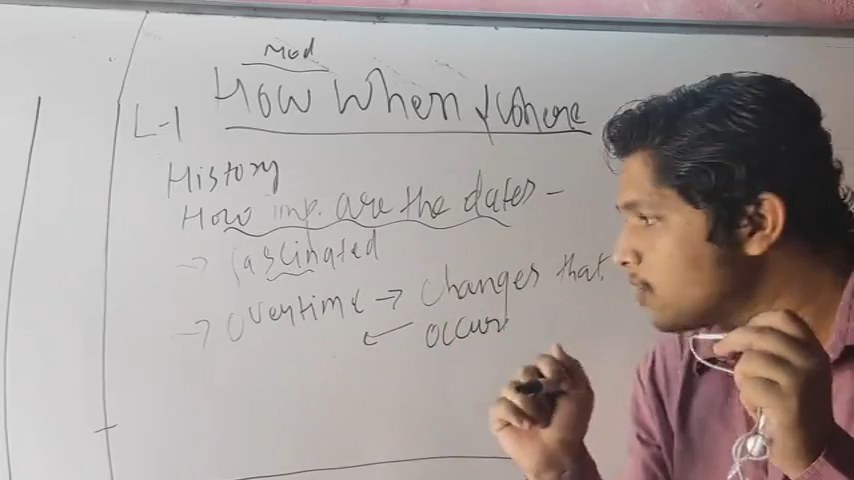 Mod
L-1 How When & Where
History
How imp. are the dates -
→ fascinated
→ Overtime → Changes that
← occur